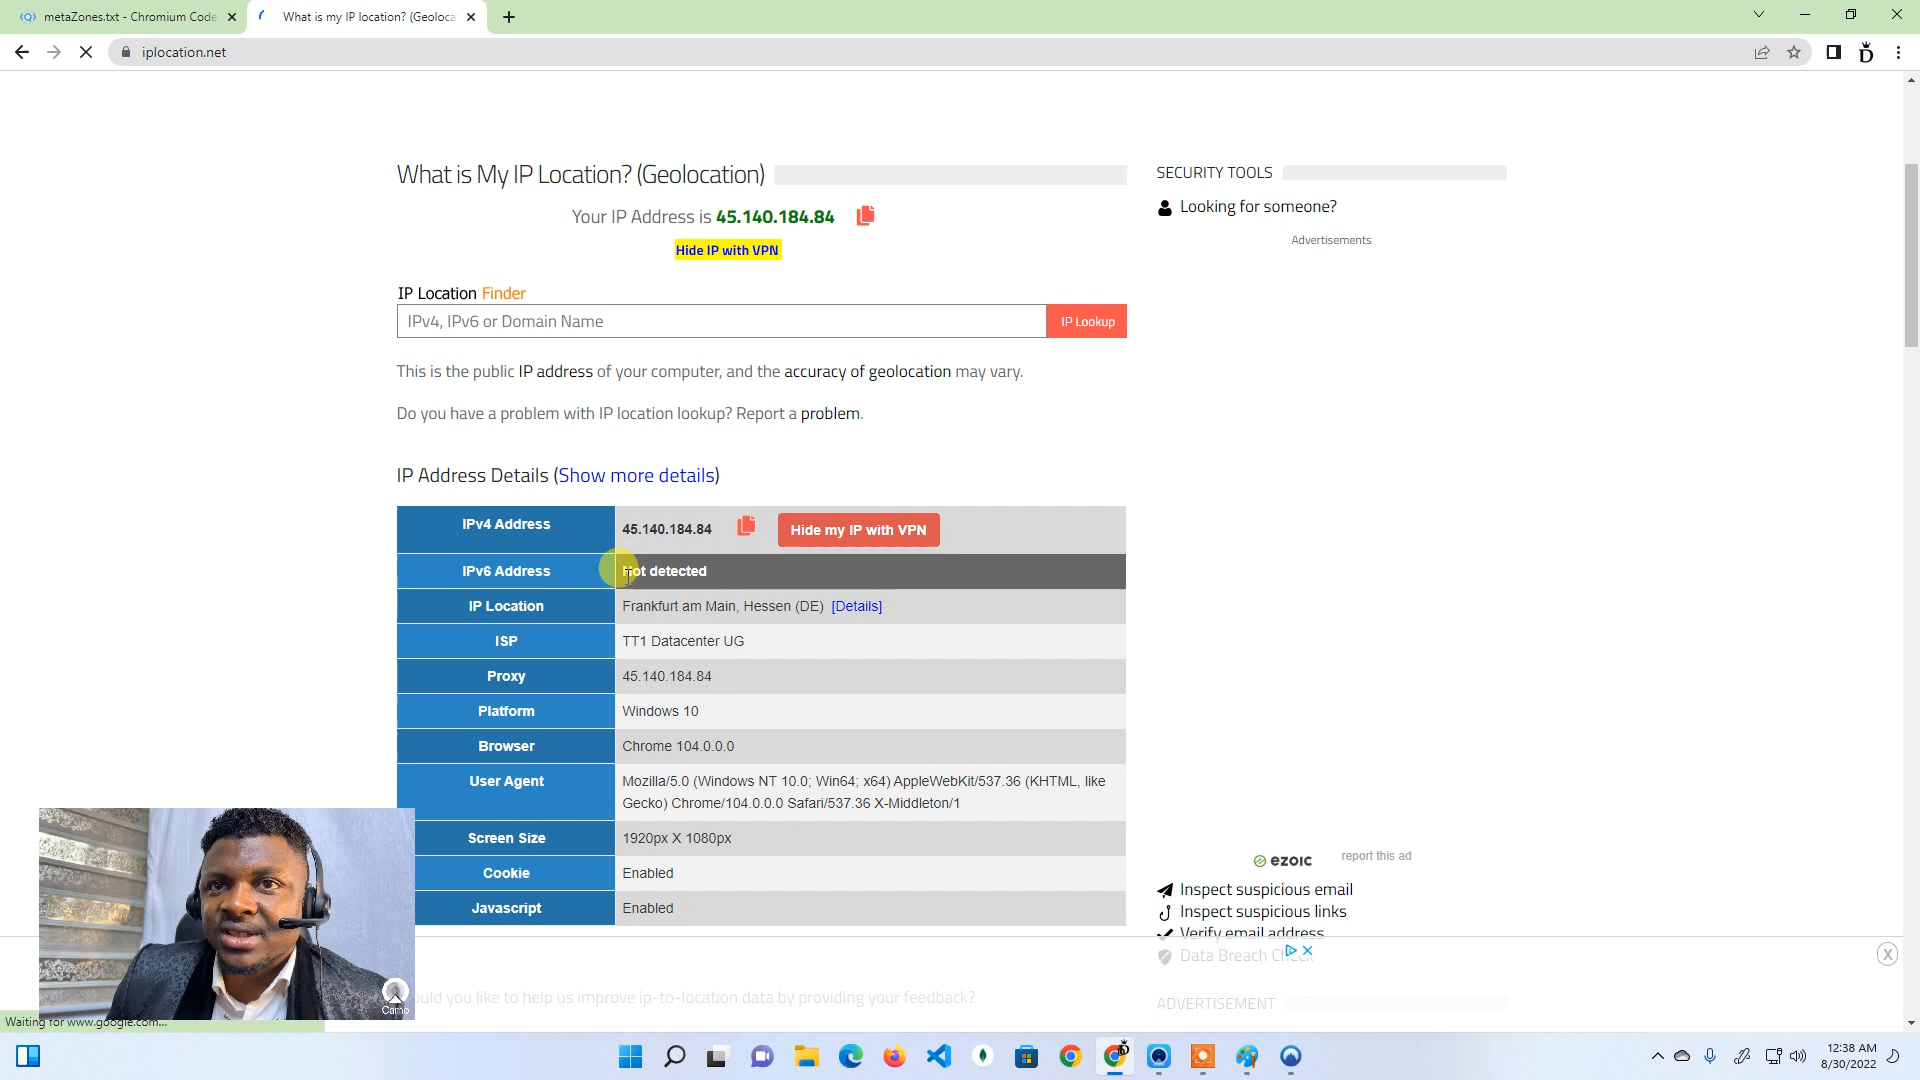 metaZones.txt - Chromium Code
What is my IP location? (Geoloca
iplocation.net
What is My IP Location? (Geolocation)
Your IP Address is 45.140.184.84
Hide IP with VPN
IP Location Finder
IPv4, IPv6 or Domain Name
IP Lookup
This is the public IP address of your computer, and the accuracy of geolocation may vary.
Do you have a problem with IP location lookup? Report a problem.
IP Address Details (Show more details)
IPv4 Address 45.140.184.84 Hide my IP with VPN
IPv6 Address Not detected
IP Location Frankfurt am Main, Hessen (DE) [Details]
ISP TT1 Datacenter UG
Proxy 45.140.184.84
Platform Windows 10
Browser Chrome 104.0.0.0
User Agent Mozilla/5.0 (Windows NT 10.0; Win64; x64) AppleWebKit/537.36 (KHTML, like
Gecko) Chrome/104.0.0.0 Safari/537.36 X-Middleton/1
Screen Size 1920px X 1080px
Cookie Enabled
Javascript Enabled
ould you like to help us improve ip-to-location data by providing your feedback?
SECURITY TOOLS
Looking for someone?
Advertisements
ezoic report this ad
Inspect suspicious email
Inspect suspicious links
Verify email address
Data Breach Check
ADVERTISEMENT
Camo
Waiting for www.google.com...
12:38 AM
8/30/2022